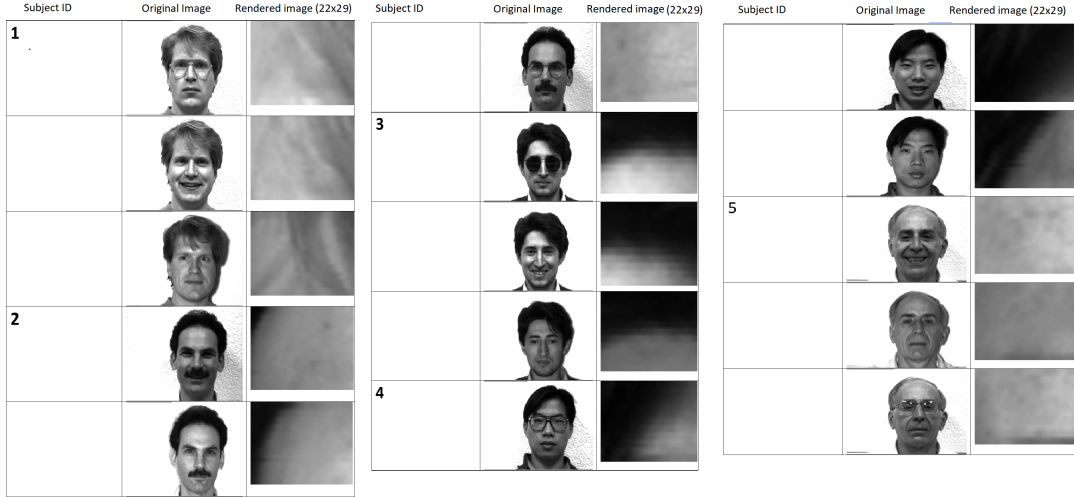 Subject ID Original Image Rendered image (22x29)
1
2
Subject ID Original Image Rendered image (22x29)
3
4
Subject ID Original Image Rendered image (22x29)
5